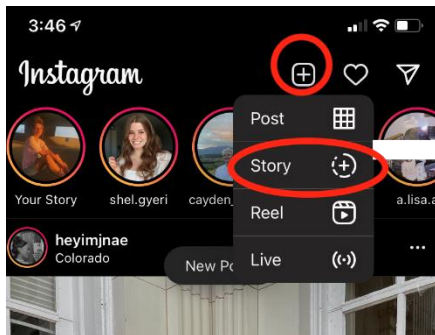 3:46
Instagram
Post
Story
Reel
Live
Your Story
shel.gyeri
cayden_
a.lisa.a
heyimjnae
Colorado
New Po